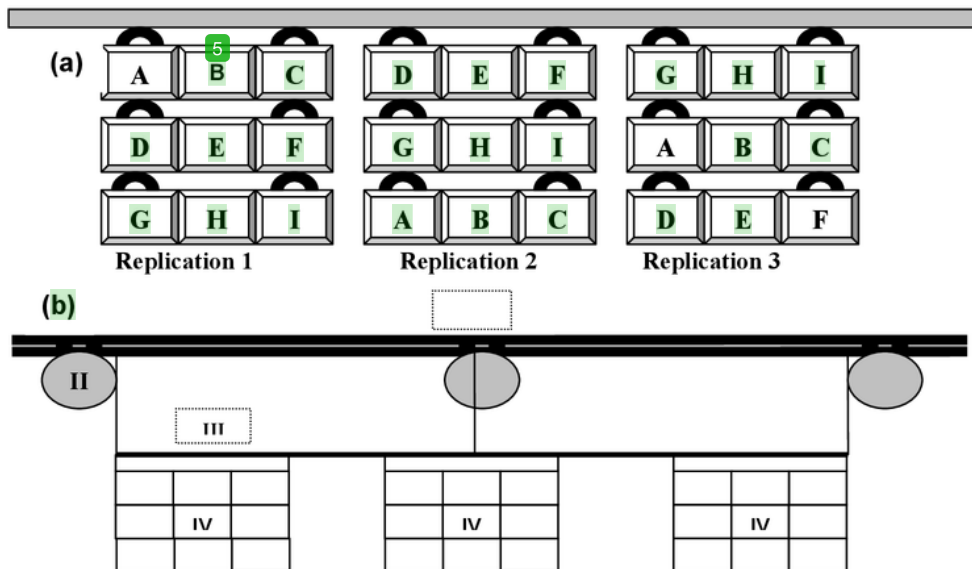 (a)
A 5 B C D E F G H I
D E F G H I A B C
G H I A B C D E F
Replication 1 Replication 2 Replication 3
(b)
II
III
IV IV IV